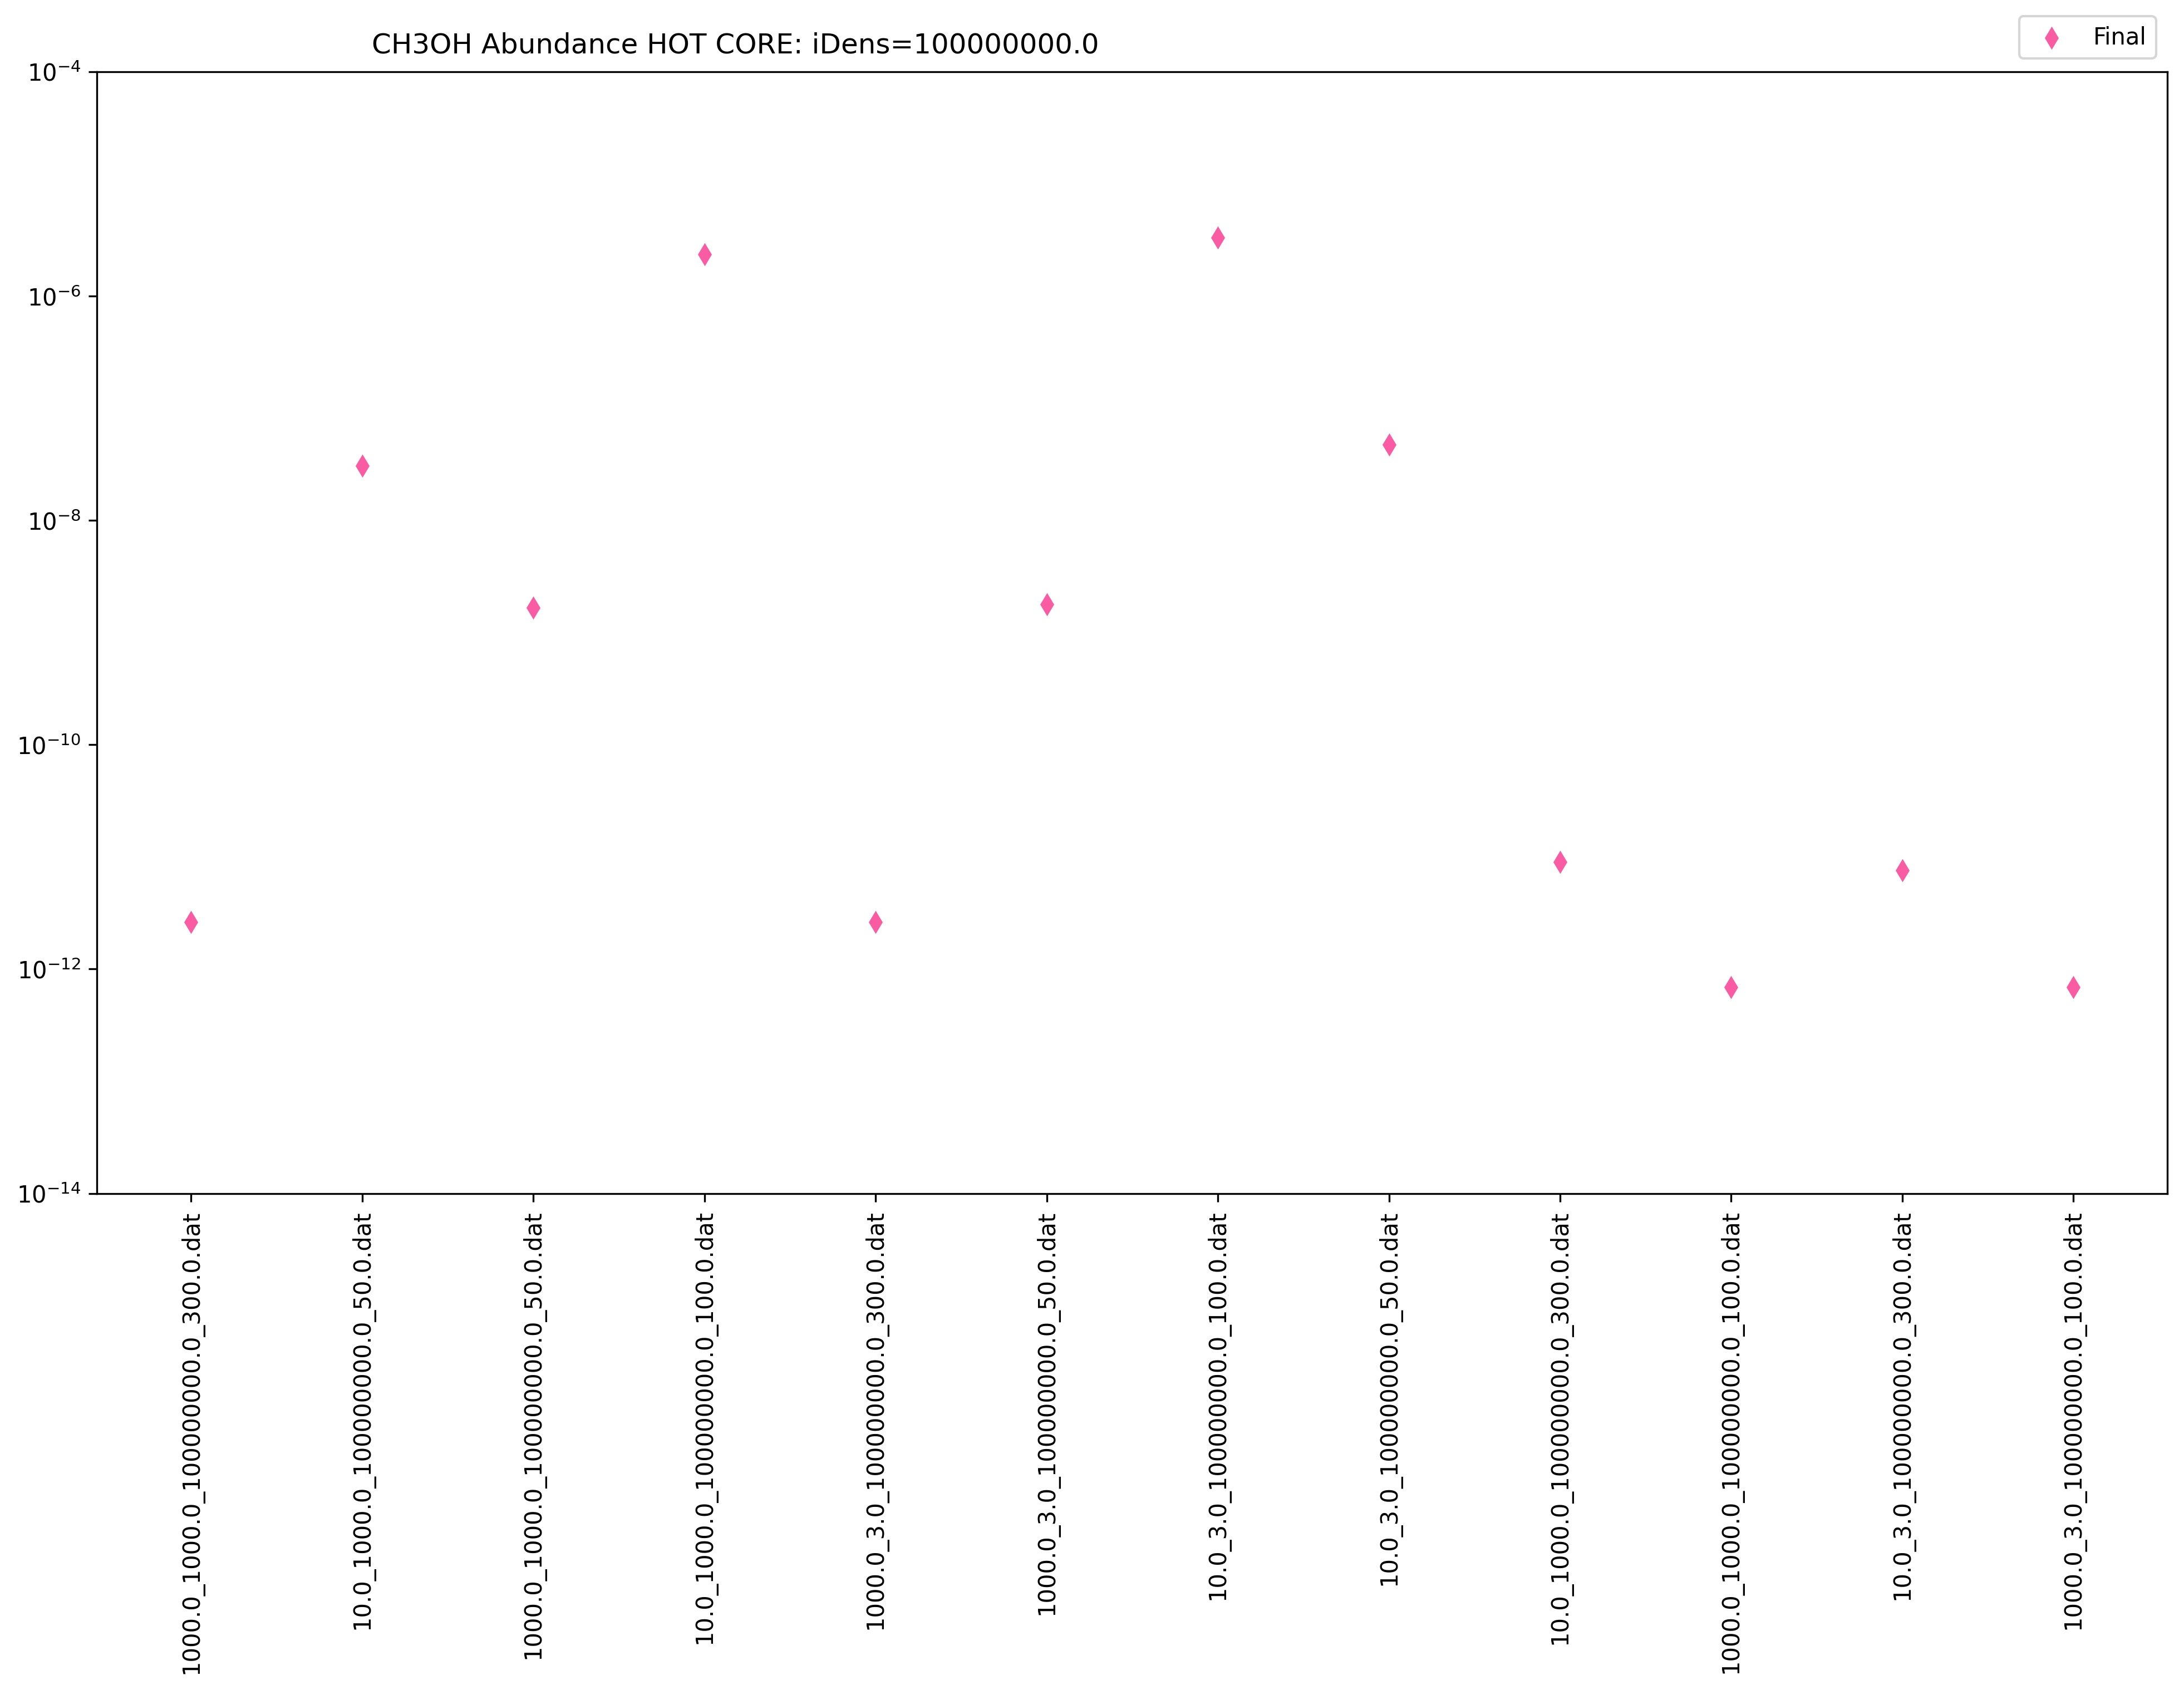 CH3OH Abundance HOT CORE: iDens=100000000.0
Final
10⁻⁴
10⁻⁶
10⁻⁸
10⁻¹⁰
10⁻¹²
10⁻¹⁴
1000.0_1000.0_100000000.0_300.0.dat
10.0_1000.0_100000000.0_50.0.dat
1000.0_1000.0_100000000.0_50.0.dat
10.0_1000.0_100000000.0_100.0.dat
1000.0_3.0_100000000.0_300.0.dat
1000.0_3.0_100000000.0_50.0.dat
10.0_3.0_100000000.0_100.0.dat
10.0_3.0_100000000.0_50.0.dat
10.0_1000.0_100000000.0_300.0.dat
1000.0_1000.0_100000000.0_100.0.dat
10.0_3.0_100000000.0_300.0.dat
1000.0_3.0_100000000.0_100.0.dat